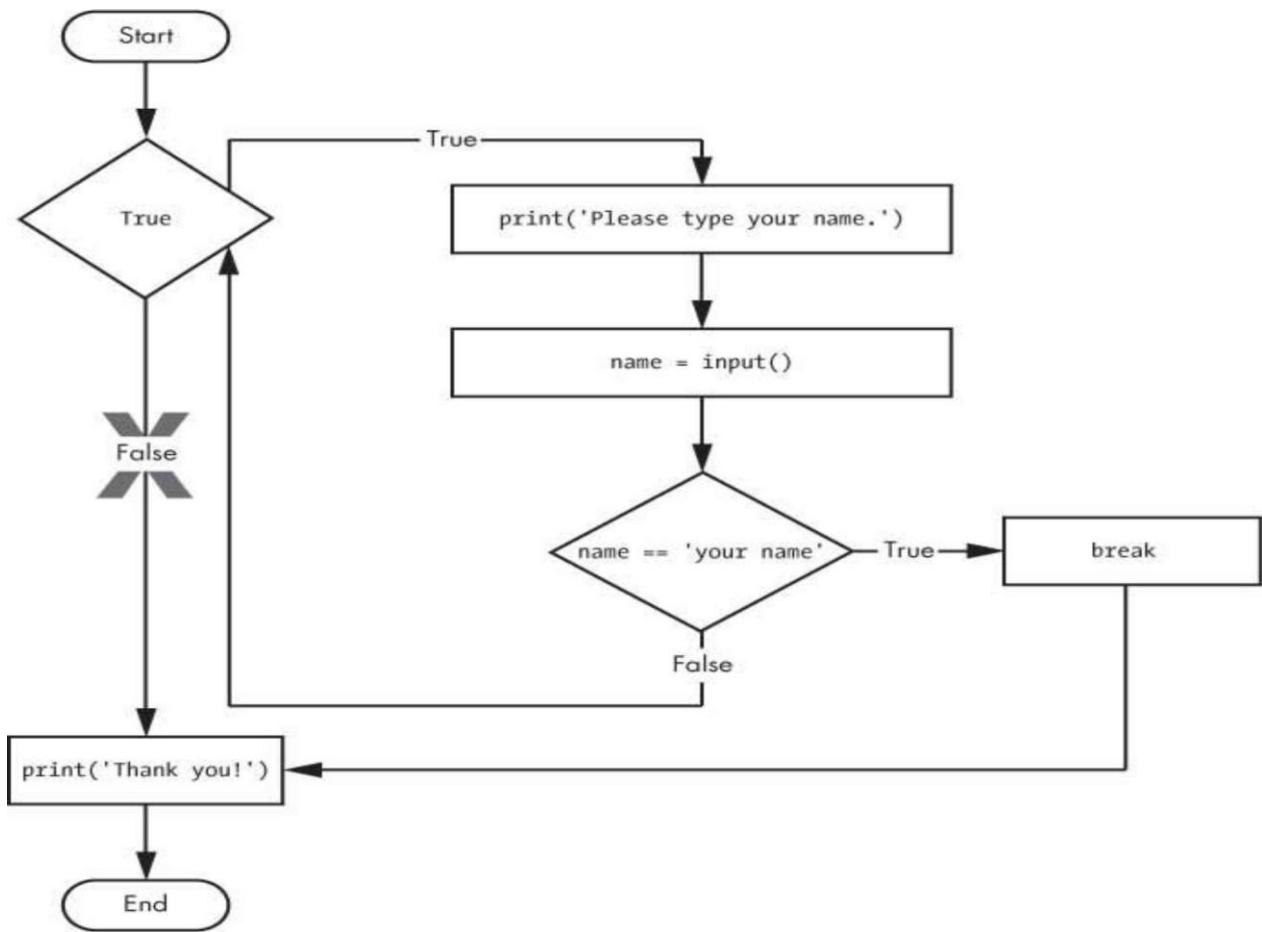 Start
True
True
print('Please type your name.')
name = input()
False
name == 'your name'
True
break
False
print('Thank you!')
End